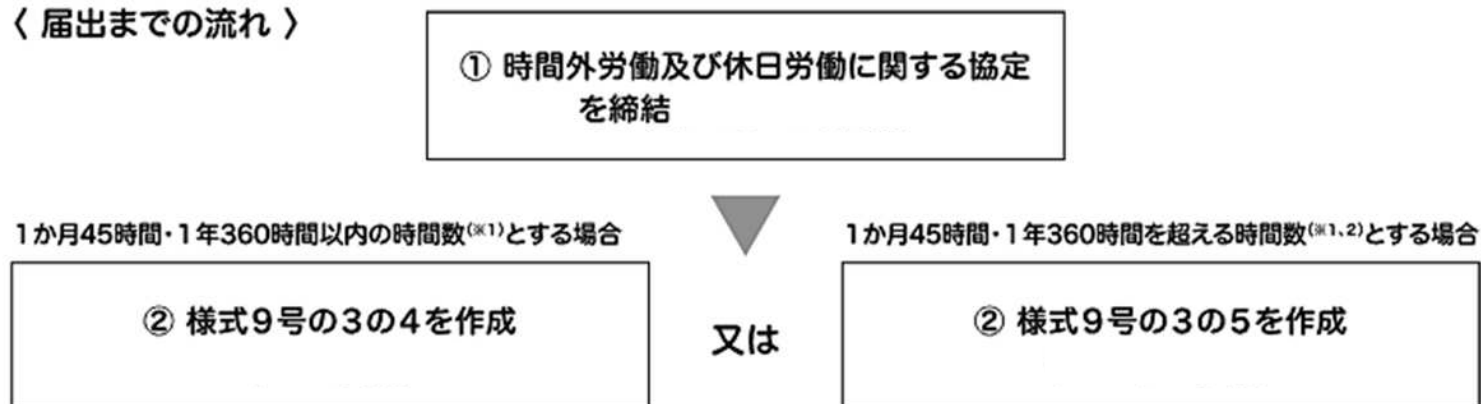 〈 届出までの流れ 〉
① 時間外労働及び休日労働に関する協定
を締結
1か月45時間・1年360時間以内の時間数(※1)とする場合
1か月45時間・1年360時間を超える時間数(※1、2)とする場合
② 様式9号の3の4を作成
又は
② 様式9号の3の5を作成